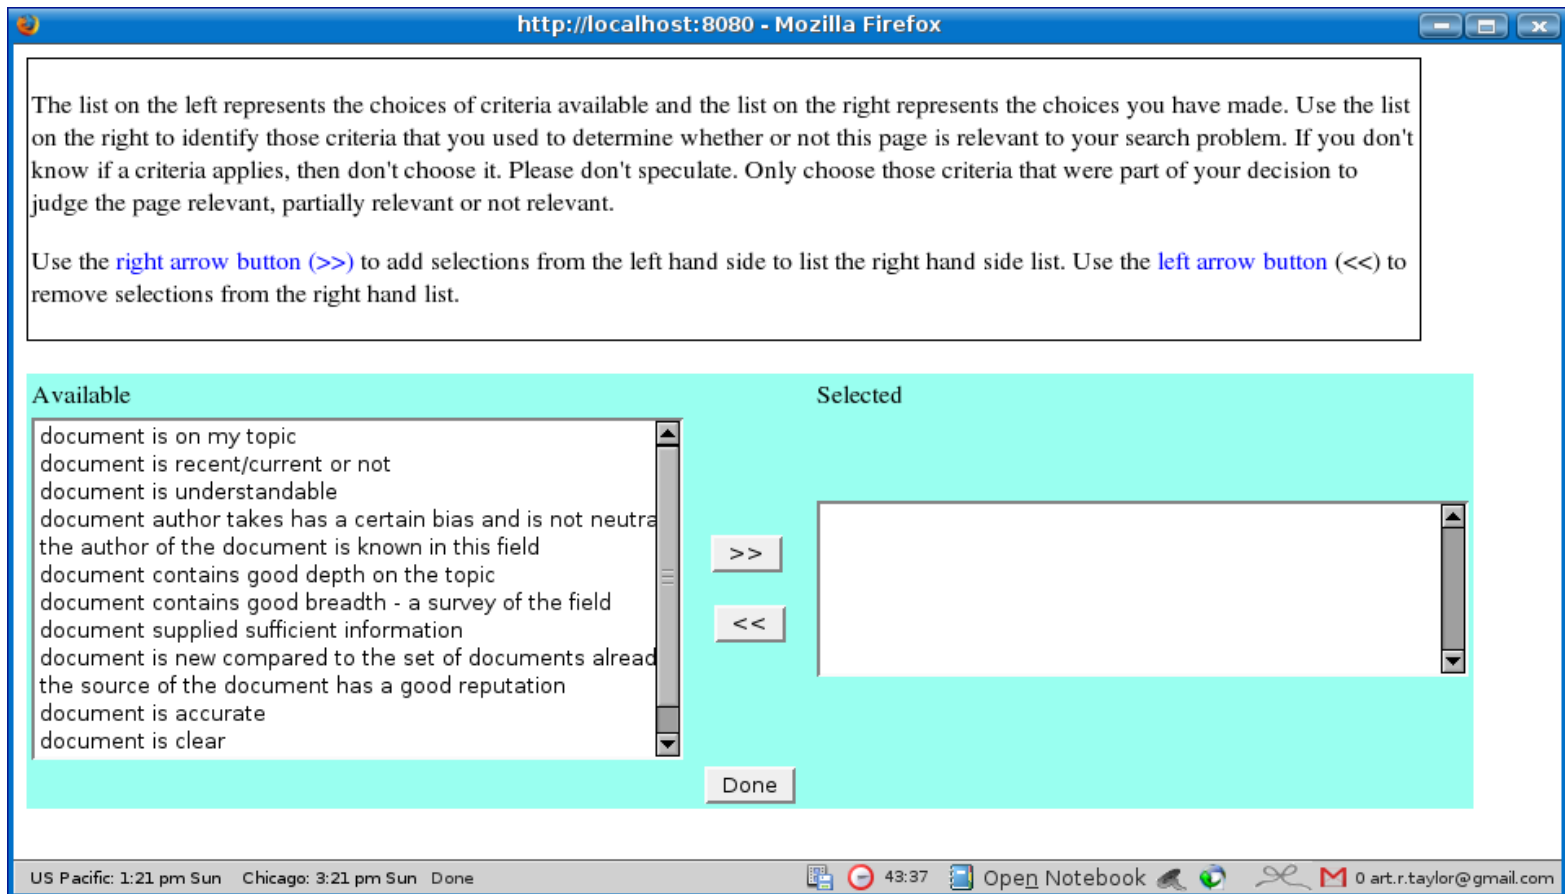 http://localhost:8080 - Mozilla Firefox
The list on the left represents the choices of criteria available and the list on the right represents the choices you have made. Use the list
on the right to identify those criteria that you used to determine whether or not this page is relevant to your search problem. If you don't
know if a criteria applies, then don't choose it. Please don't speculate. Only choose those criteria that were part of your decision to
judge the page relevant, partially relevant or not relevant.
Use the right arrow button (>>) to add selections from the left hand side to list the right hand side list. Use the left arrow button (<<) to
remove selections from the right hand list.
Available
Selected
document is on my topic
document is recent/current or not
document is understandable
document author takes has a certain bias and is not neutra
the author of the document is known in this field
document contains good depth on the topic
document contains good breadth - a survey of the field
document supplied sufficient information
document is new compared to the set of documents alread
the source of the document has a good reputation
document is accurate
document is clear
>>
<<
Done
US Pacific: 1:21 pm Sun Chicago: 3:21 pm Sun Done 43:37 Open Notebook 0 art.r.taylor@gmail.com